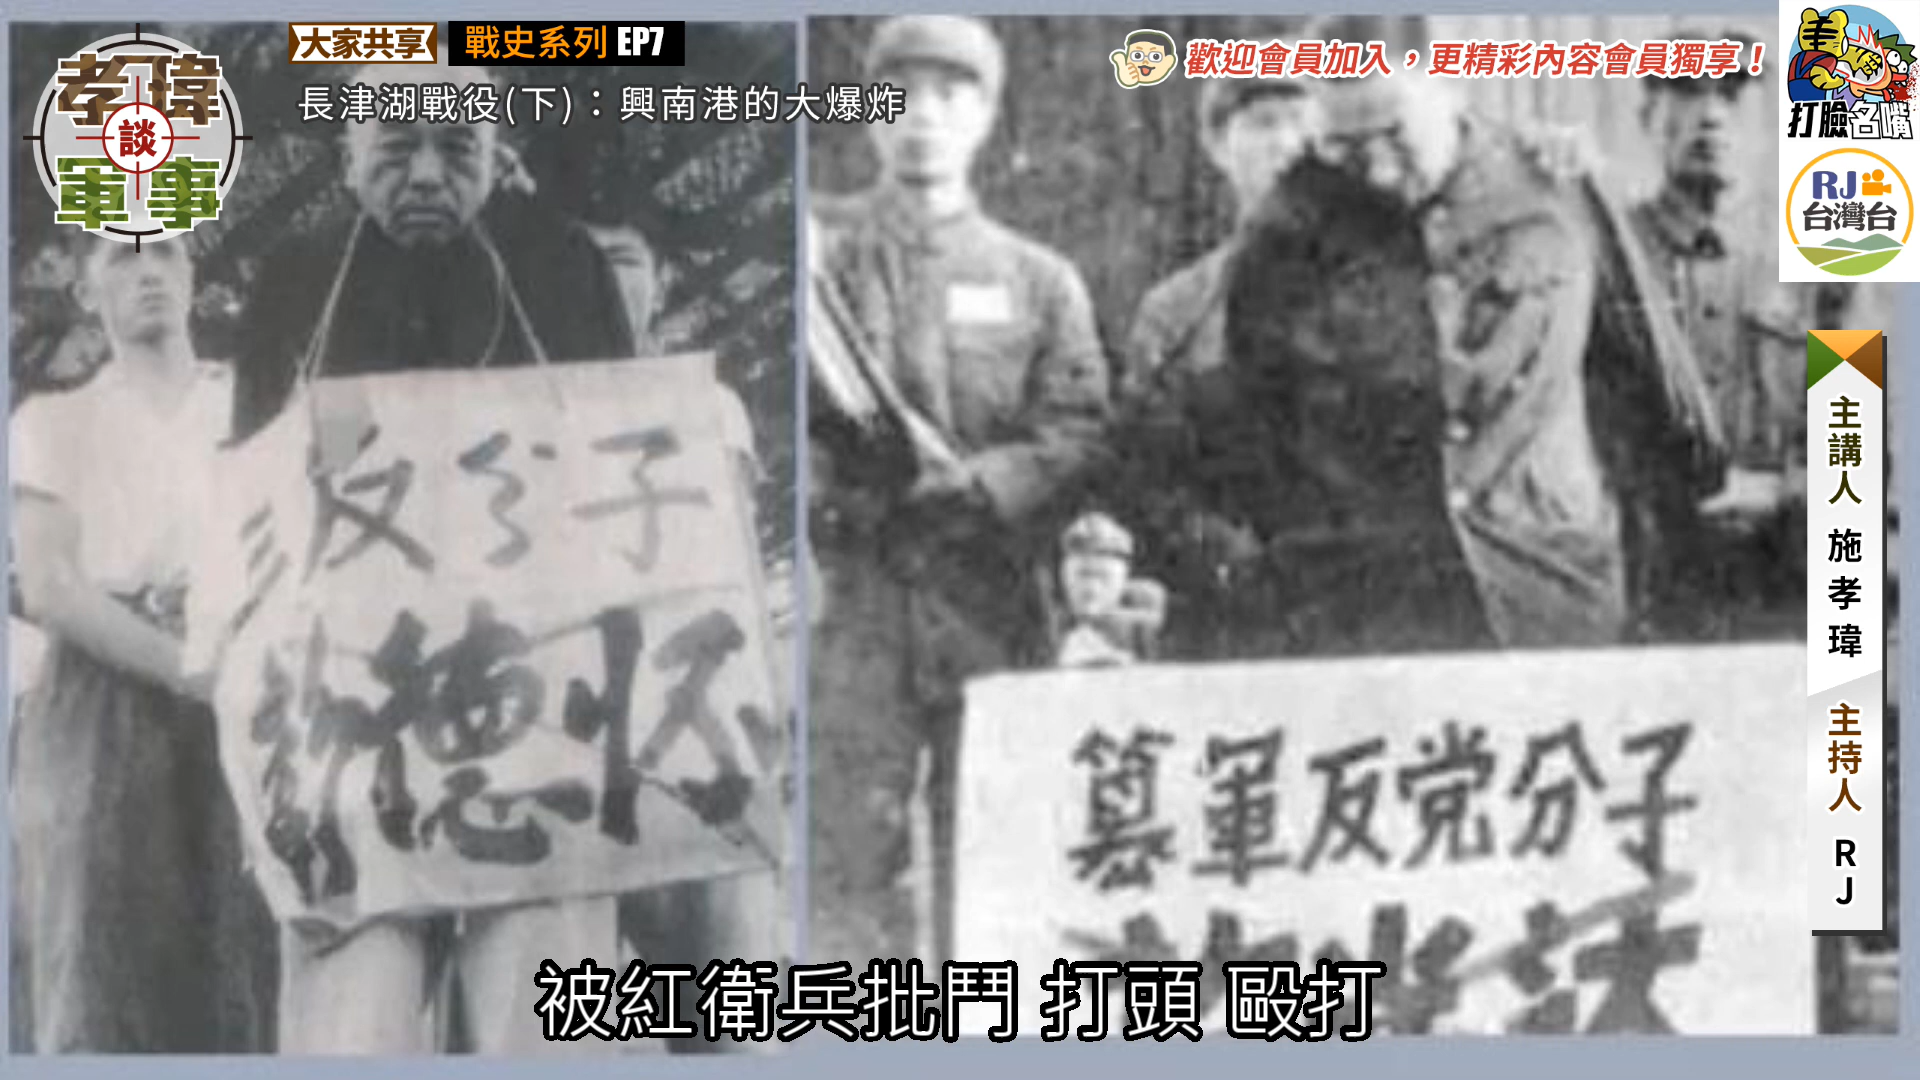 大家共享 戰史系列 EP7
長津湖戰役(下)：興南港的大爆炸
孝瑋
談
軍事
歡迎會員加入，更精彩內容會員獨享！
打臉名嘴
RJ
台灣台
主講人 施孝瑋 主持人 RJ
三反分子
彭德怀
篡軍反党分子
被紅衛兵批鬥 打頭 毆打